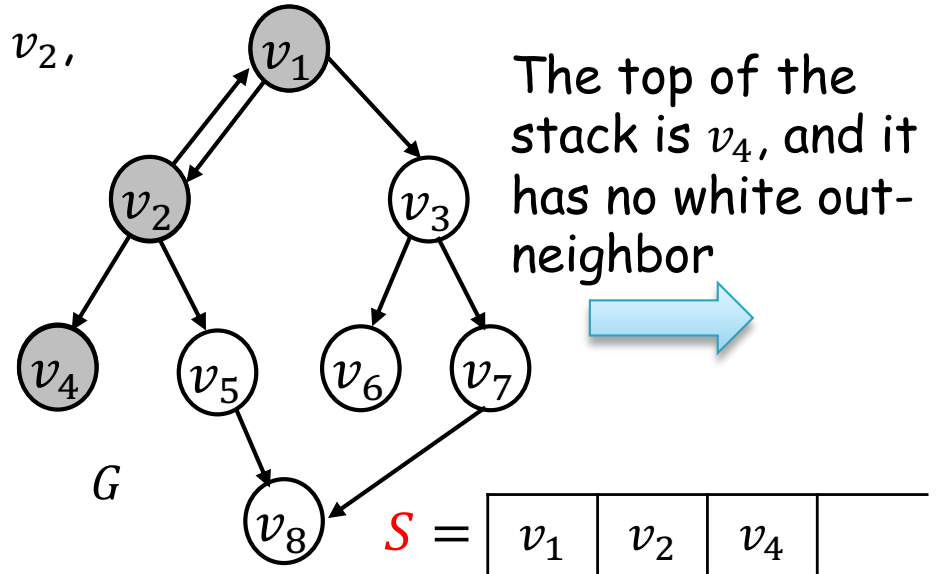 v₂,
v₁
The top of the
stack is v₄, and it
has no white out-
neighbor
v₂
v₃
v₄
v₅
v₆
v₇
G
v₈
S = v₁ v₂ v₄